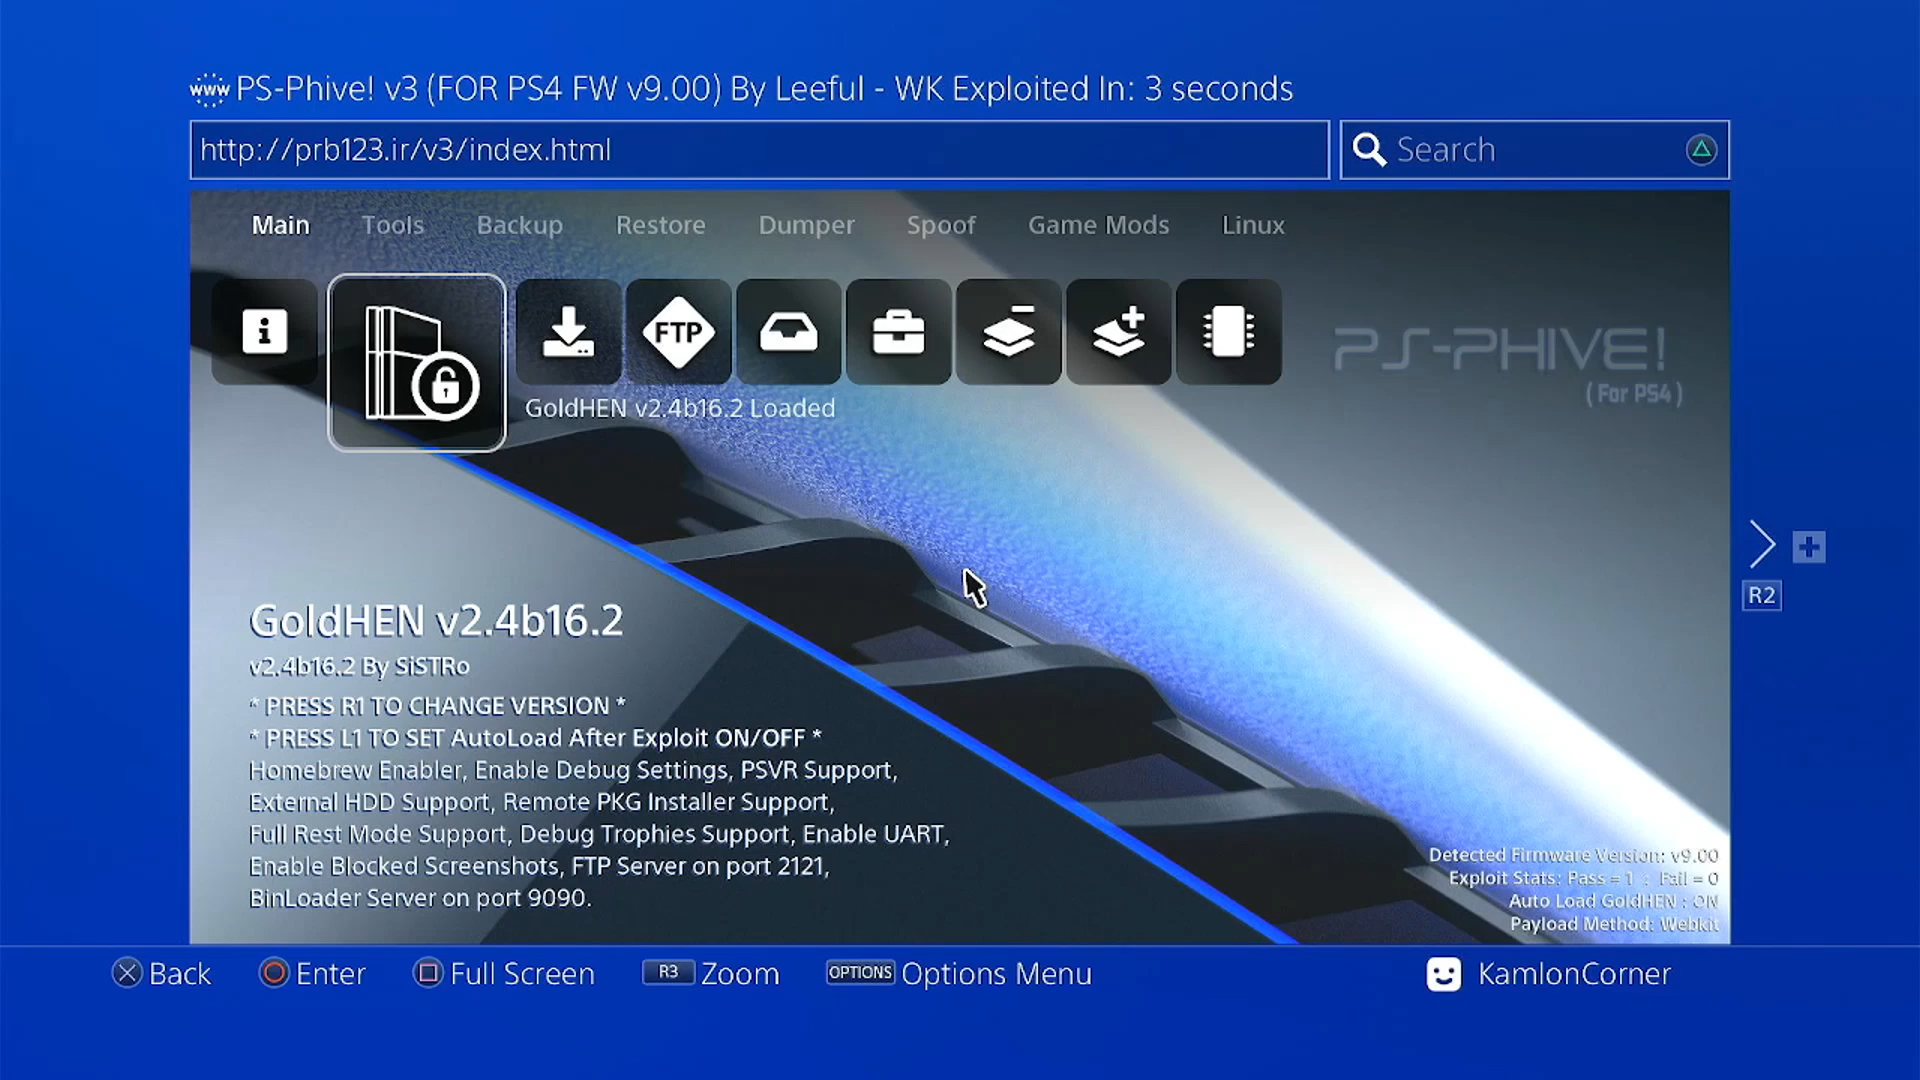 www PS-Phive! v3 (FOR PS4 FW v9.00) By Leeful - WK Exploited In: 3 seconds
http://prb123.ir/v3/index.html
Search
Main Tools Backup Restore Dumper Spoof Game Mods Linux
FTP
PS-PHIVE!
(For PS4)
GoldHEN v2.4b16.2 Loaded
R2
GoldHEN v2.4b16.2
v2.4b16.2 By SiSTRo
* PRESS R1 TO CHANGE VERSION *
* PRESS L1 TO SET AutoLoad After Exploit ON/OFF *
Homebrew Enabler, Enable Debug Settings, PSVR Support,
External HDD Support, Remote PKG Installer Support,
Full Rest Mode Support, Debug Trophies Support, Enable UART,
Enable Blocked Screenshots, FTP Server on port 2121,
BinLoader Server on port 9090.
Detected Firmware Version: v9.00
Exploit Stats: Pass = 1 : Fail = 0
Auto Load GoldHEN : ON
Payload Method: Webkit
Back Enter Full Screen R3 Zoom OPTIONS Options Menu KamlonCorner